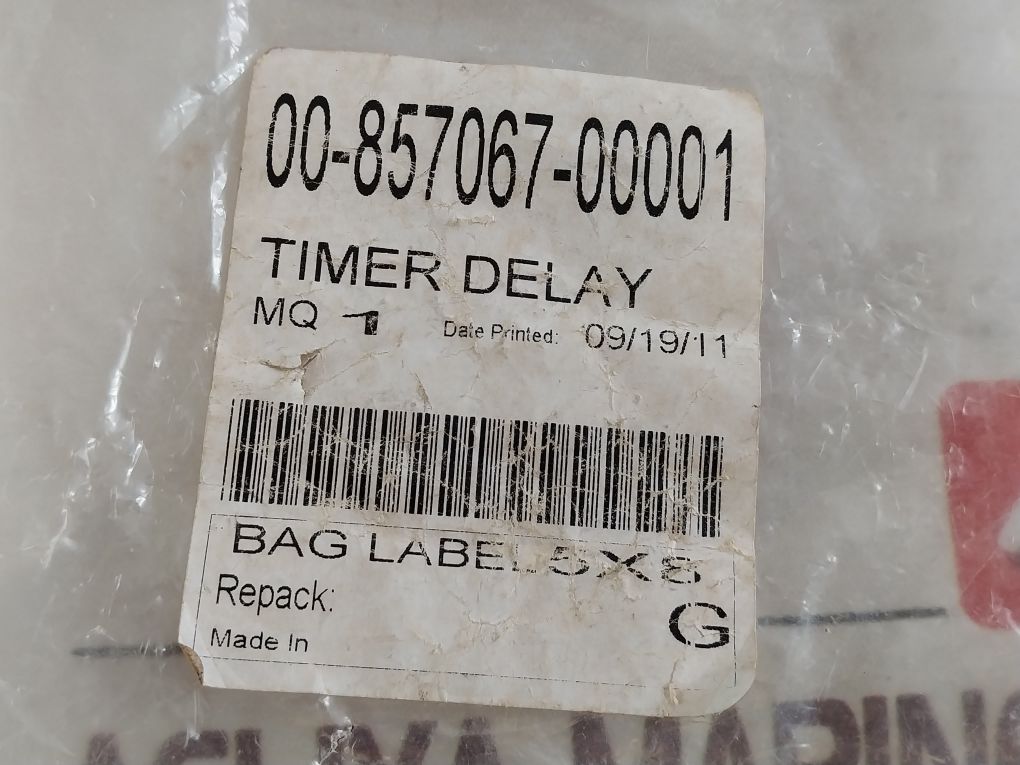 00-857067-00001
TIMER DELAY
MQ 1 Date Printed: 09/19/11
BAG LABEL 5X8
Repack:
G
Made In